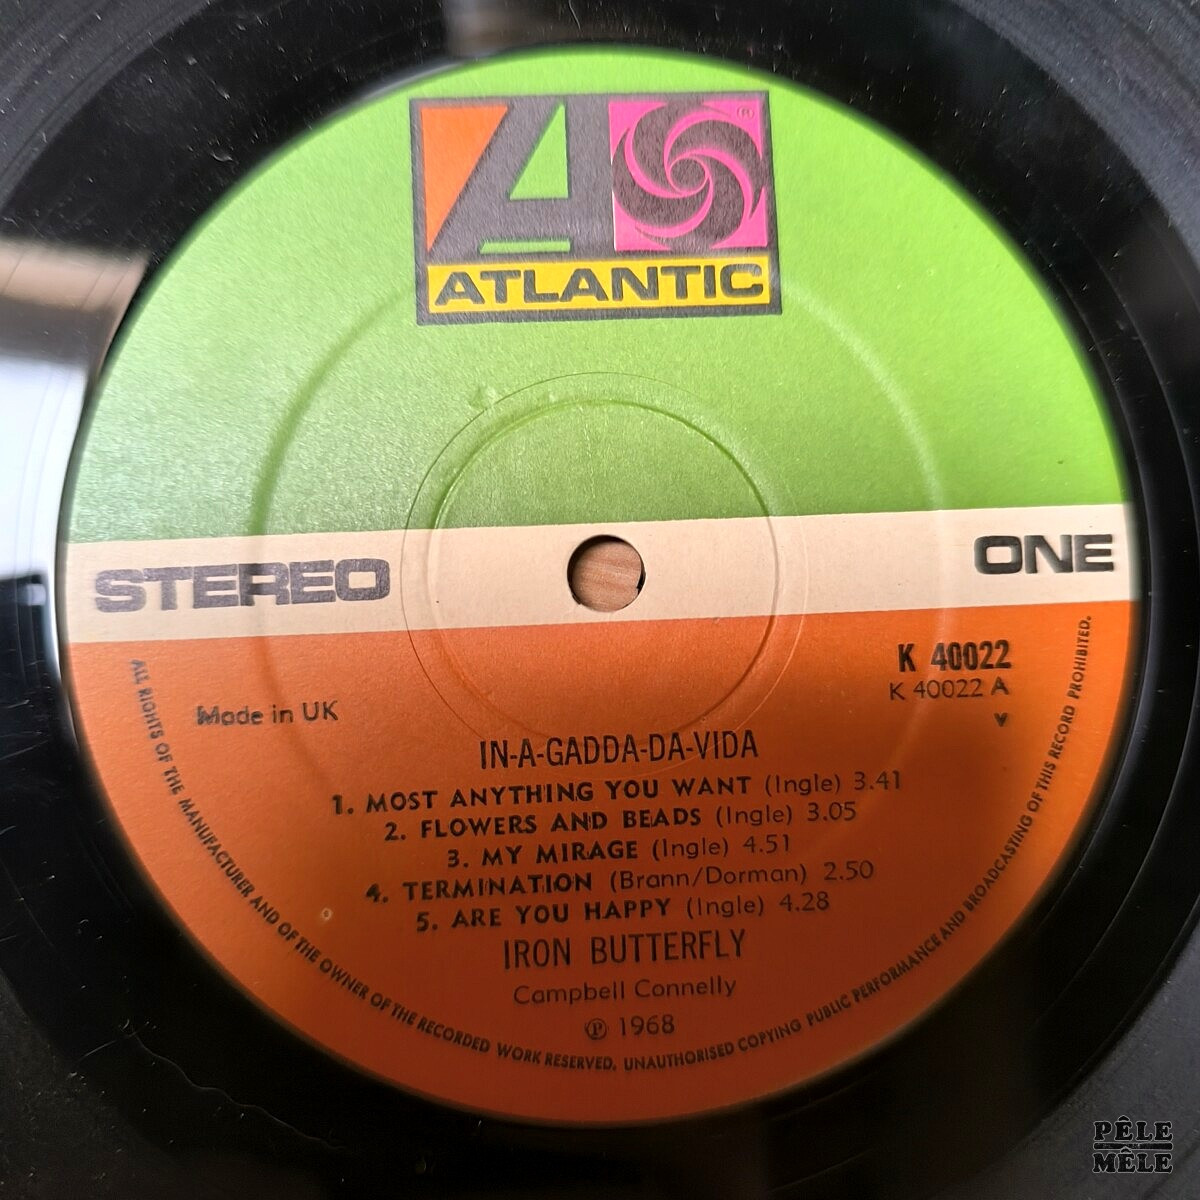 ®
ATLANTIC
STEREO
ONE
K 40022
K 40022 A
Made in UK
IN-A-GADDA-DA-VIDA
1. MOST ANYTHING YOU WANT (Ingle) 3.41
2. FLOWERS AND BEADS (Ingle) 3.05
3. MY MIRAGE (Ingle) 4.51
4. TERMINATION (Brann/Dorman) 2.50
5. ARE YOU HAPPY (Ingle) 4.28
IRON BUTTERFLY
Campbell Connelly
℗ 1968
ALL RIGHTS OF THE MANUFACTURER AND OF THE OWNER OF THE RECORDED WORK RESERVED. UNAUTHORISED COPYING PUBLIC PERFORMANCE AND BROADCASTING OF THIS RECORD PROHIBITED.
PÊLE
MÊLE